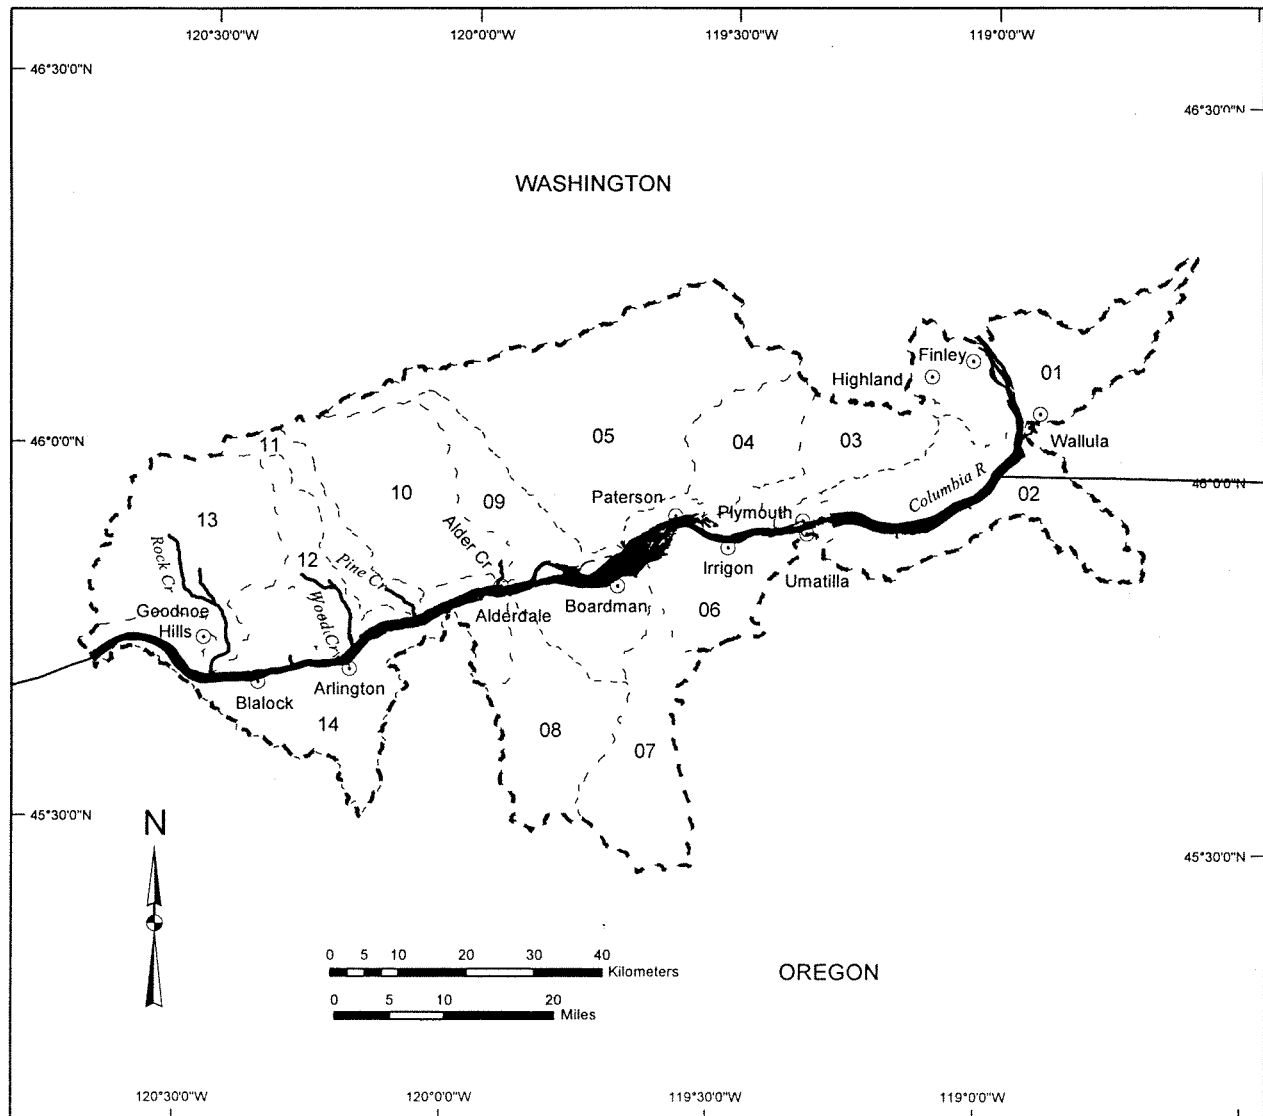 120°30'0"W 120°0'0"W 119°30'0"W 119°0'0"W
46°30'0"N
46°30'0"N
WASHINGTON
Finley
Highland
01
11
05
04
03
46°0'0"N
Wallula
46°0'0"N
10
09
Paterson
Columbia R
02
13
Plymouth
Alder Cr
Rock Cr
12
Pine Cr
Irrigon
Umatilla
Wood Cr
Goodnoe
Hills
Alderdale
Boardman
06
Arlington
Blalock
14
08
07
45°30'0"N
N
45°30'0"N
0 5 10 20 30 40
Kilometers
OREGON
0 5 10 20
Miles
120°30'0"W 120°0'0"W 119°30'0"W 119°0'0"W